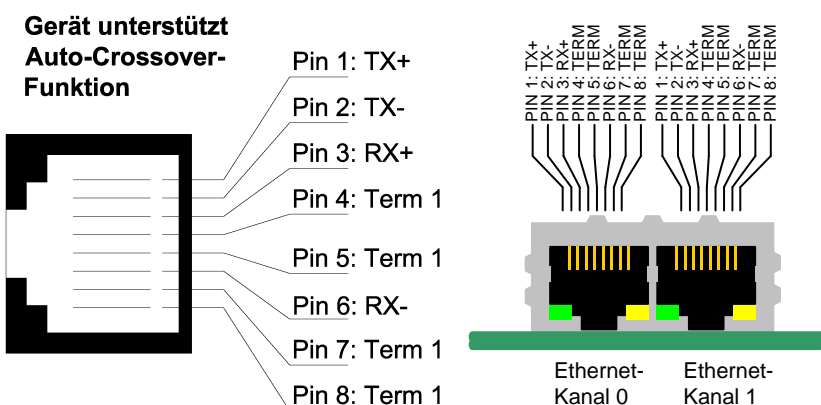 Gerät unterstützt
Auto-Crossover-
Funktion
Pin 1: TX+
Pin 2: TX-
Pin 3: RX+
Pin 4: Term 1
Pin 5: Term 1
Pin 6: RX-
Pin 7: Term 1
Pin 8: Term 1
PIN 1: TX+
PIN 2: TX-
PIN 3: RX+
PIN 4: TERM
PIN 5: TERM
PIN 6: RX-
PIN 7: TERM
PIN 8: TERM
PIN 1: TX+
PIN 2: TX-
PIN 3: RX+
PIN 4: TERM
PIN 5: TERM
PIN 6: RX-
PIN 7: TERM
PIN 8: TERM
Ethernet-
Kanal 0
Ethernet-
Kanal 1